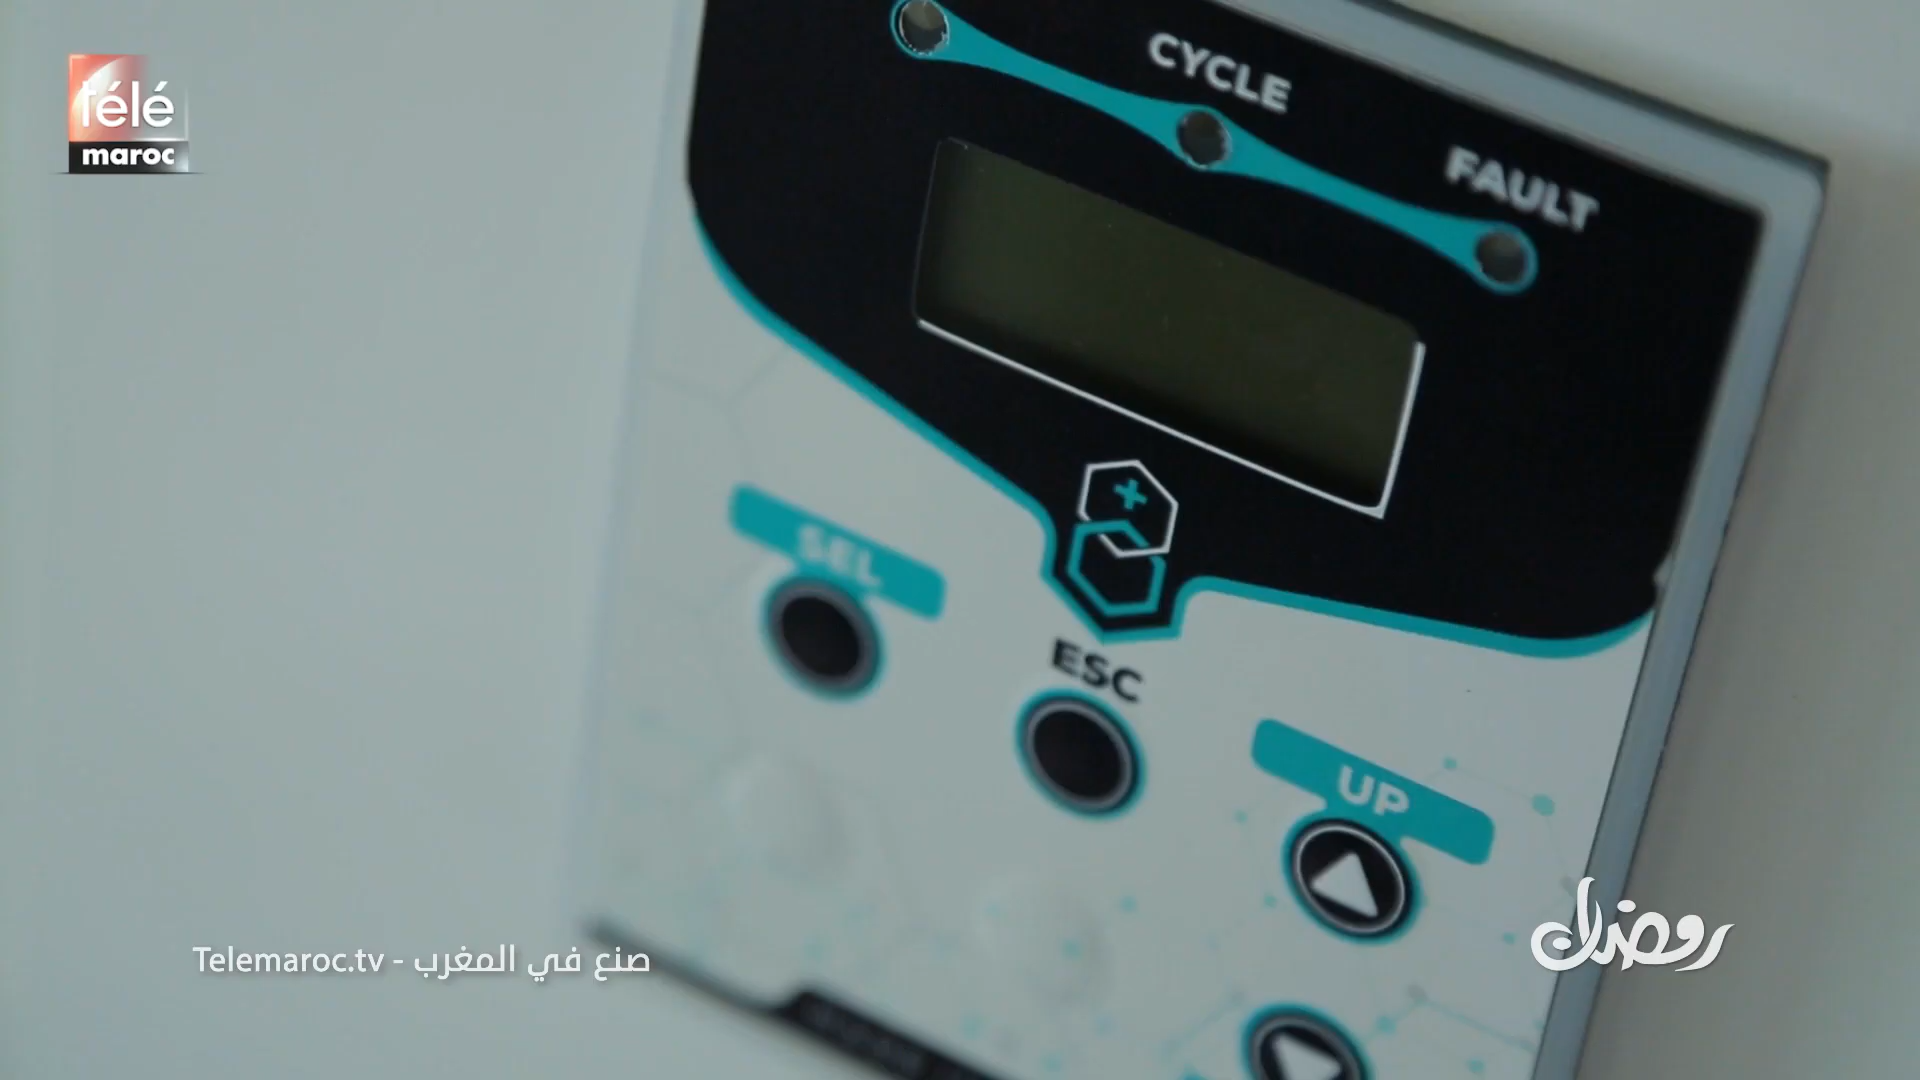 télé
maroc
CYCLE
FAULT
SEL
ESC
UP
صنع في المغرب - Telemaroc.tv
رمضان